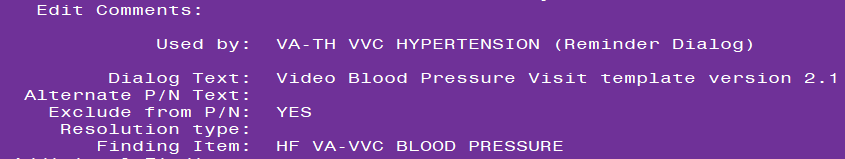 Edit Comments:
Used by: VA-TH VVC HYPERTENSION (Reminder Dialog)
Dialog Text: Video Blood Pressure Visit template version 2.1
Alternate P/N Text:
Exclude from P/N: YES
Resolution type:
Finding Item: HF VA-VVC BLOOD PRESSURE